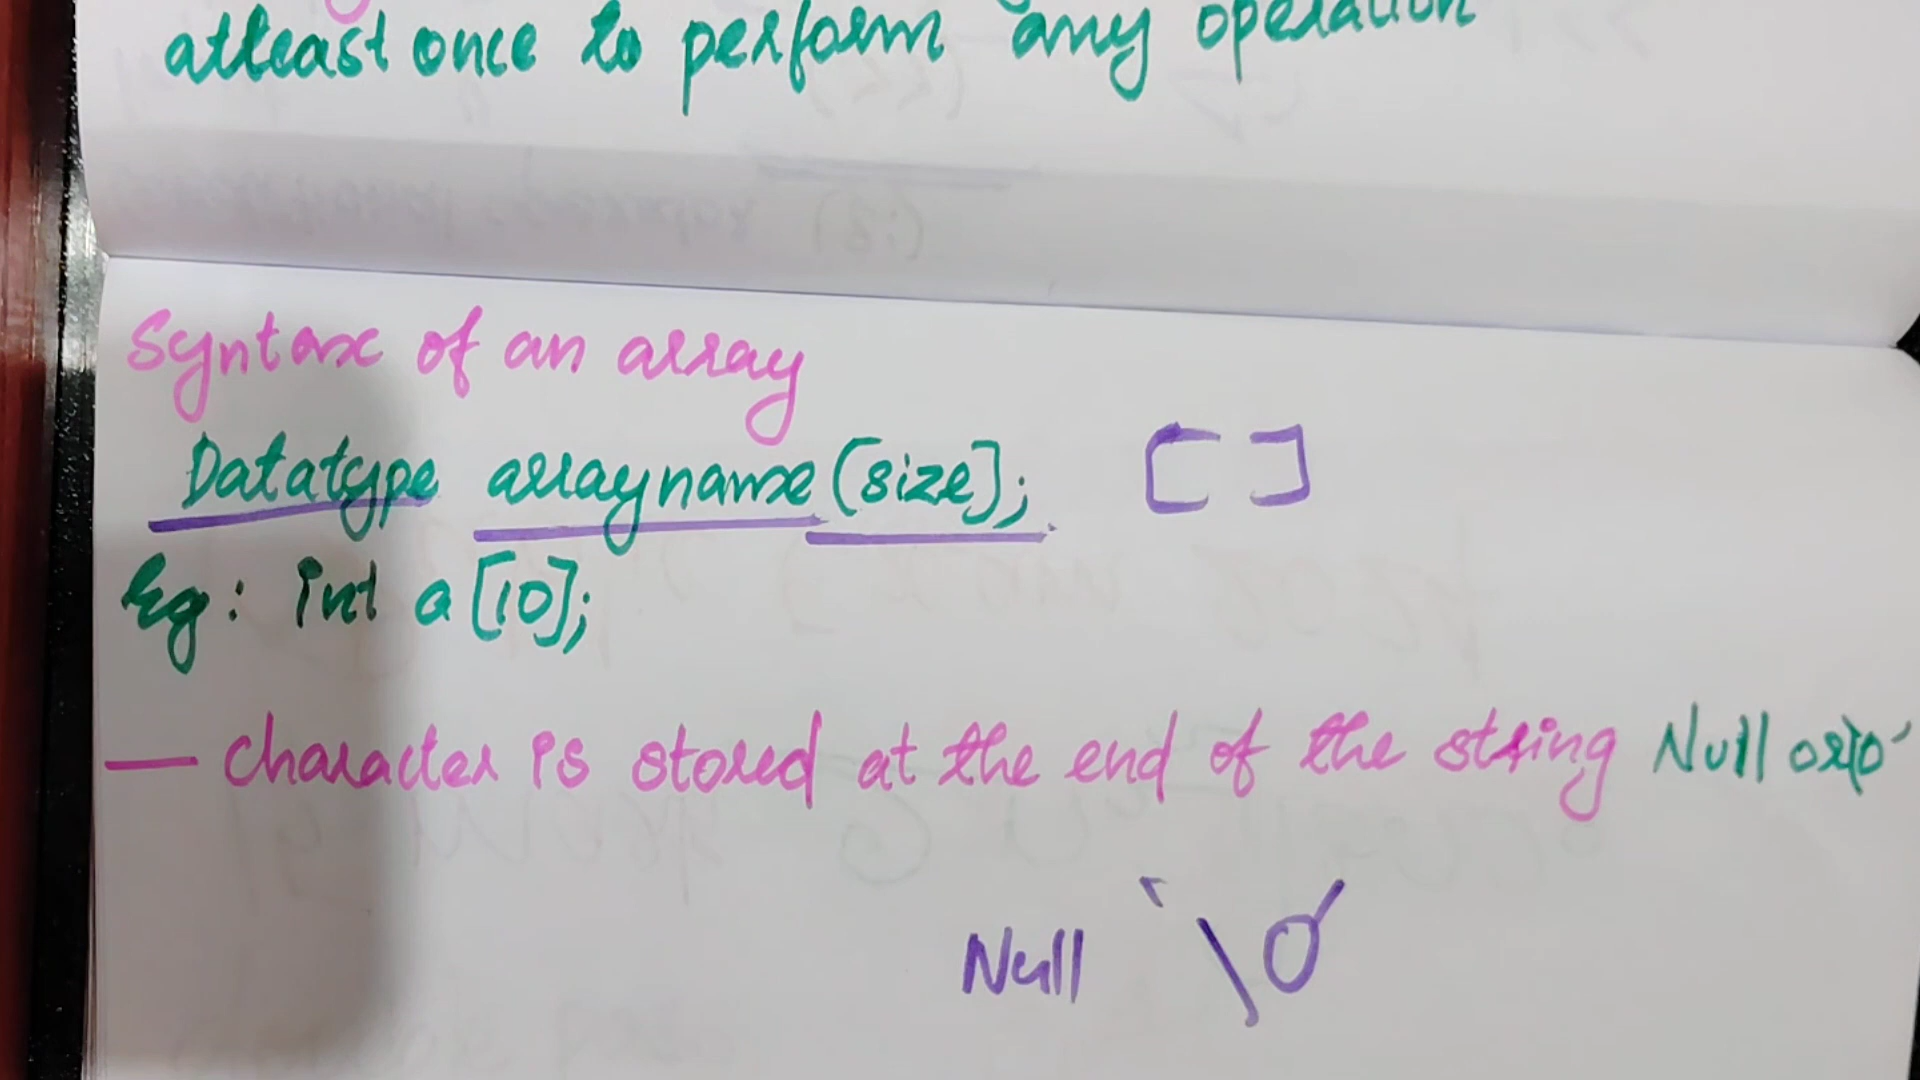 atleast once to perform any operation
Syntax of an array
Datatype arrayname (size]; [ ]
Eg: int a [10];
— character is stored at the end of the string Null or '\0'
Null '\0'